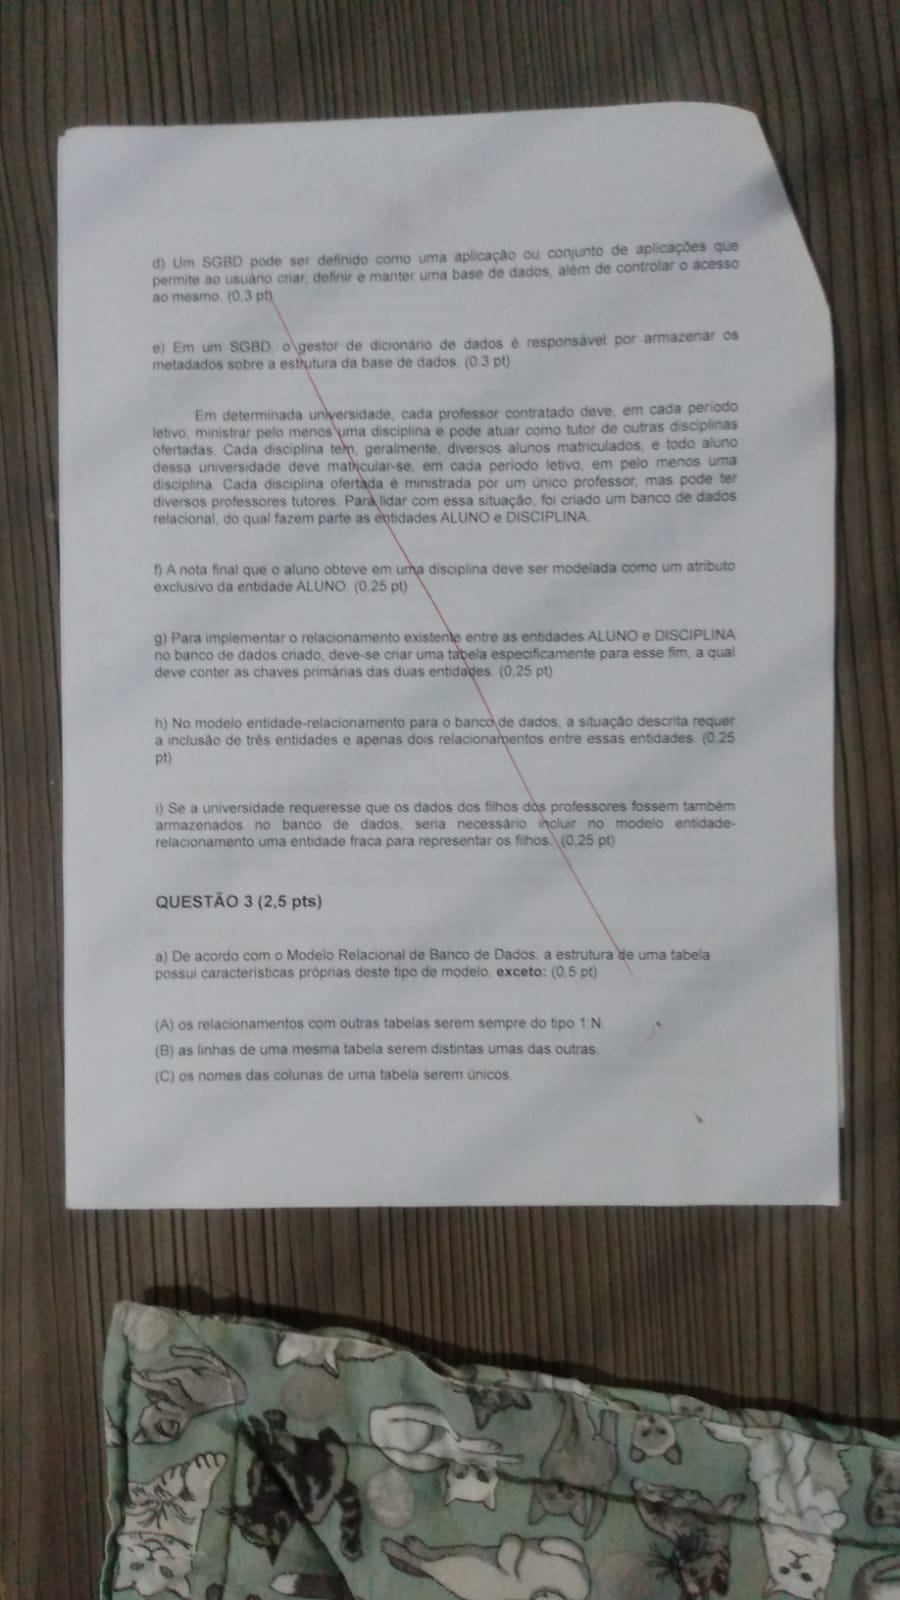 d) Um SGBD pode ser definido como uma aplicação ou conjunto de aplicações que
permite ao usuário criar, definir e manter uma base de dados, além de controlar o acesso
ao mesmo. (0,3 pt)
e) Em um SGBD, o gestor de dicionário de dados é responsável por armazenar os
metadados sobre a estrutura da base de dados. (0,3 pt)
Em determinada universidade, cada professor contratado deve, em cada período
letivo, ministrar pelo menos uma disciplina e pode atuar como tutor de outras disciplinas
ofertadas. Cada disciplina tem, geralmente, diversos alunos matriculados, e todo aluno
dessa universidade deve matricular-se, em cada período letivo, em pelo menos uma
disciplina. Cada disciplina ofertada é ministrada por um único professor, mas pode ter
diversos professores tutores. Para lidar com essa situação, foi criado um banco de dados
relacional, do qual fazem parte as entidades ALUNO e DISCIPLINA.
f) A nota final que o aluno obteve em uma disciplina deve ser modelada como um atributo
exclusivo da entidade ALUNO. (0,25 pt)
g) Para implementar o relacionamento existente entre as entidades ALUNO e DISCIPLINA
no banco de dados criado, deve-se criar uma tabela especificamente para esse fim, a qual
deve conter as chaves primárias das duas entidades. (0,25 pt)
h) No modelo entidade-relacionamento para o banco de dados, a situação descrita requer
a inclusão de três entidades e apenas dois relacionamentos entre essas entidades. (0,25
pt)
i) Se a universidade requeresse que os dados dos filhos dos professores fossem também
armazenados no banco de dados, seria necessário incluir no modelo entidade-
relacionamento uma entidade fraca para representar os filhos. (0,25 pt)
QUESTÃO 3 (2,5 pts)
a) De acordo com o Modelo Relacional de Banco de Dados, a estrutura de uma tabela
possui características próprias deste tipo de modelo, exceto: (0,5 pt)
(A) os relacionamentos com outras tabelas serem sempre do tipo 1:N.
(B) as linhas de uma mesma tabela serem distintas umas das outras.
(C) os nomes das colunas de uma tabela serem únicos.